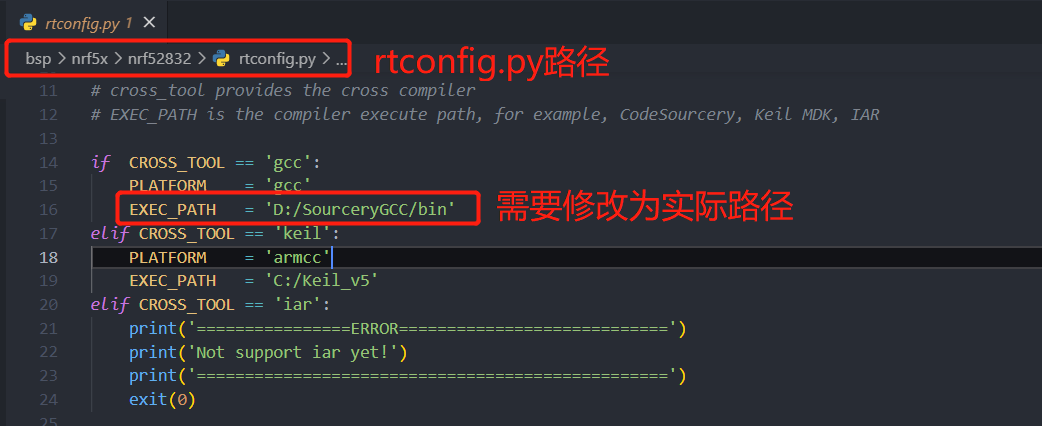 rtconfig.py 1 ×
bsp > nrf5x > nrf52832 > rtconfig.py > ... rtconfig.py路径
11 # cross_tool provides the cross compiler
12 # EXEC_PATH is the compiler execute path, for example, CodeSourcery, Keil MDK, IAR
13
14 if CROSS_TOOL == 'gcc':
15 PLATFORM = 'gcc'
16 EXEC_PATH = 'D:/SourceryGCC/bin' 需要修改为实际路径
17 elif CROSS_TOOL == 'keil':
18 PLATFORM = 'armcc'
19 EXEC_PATH = 'C:/Keil_v5'
20 elif CROSS_TOOL == 'iar':
21 print('================ERROR============================')
22 print('Not support iar yet!')
23 print('=================================================')
24 exit(0)
25